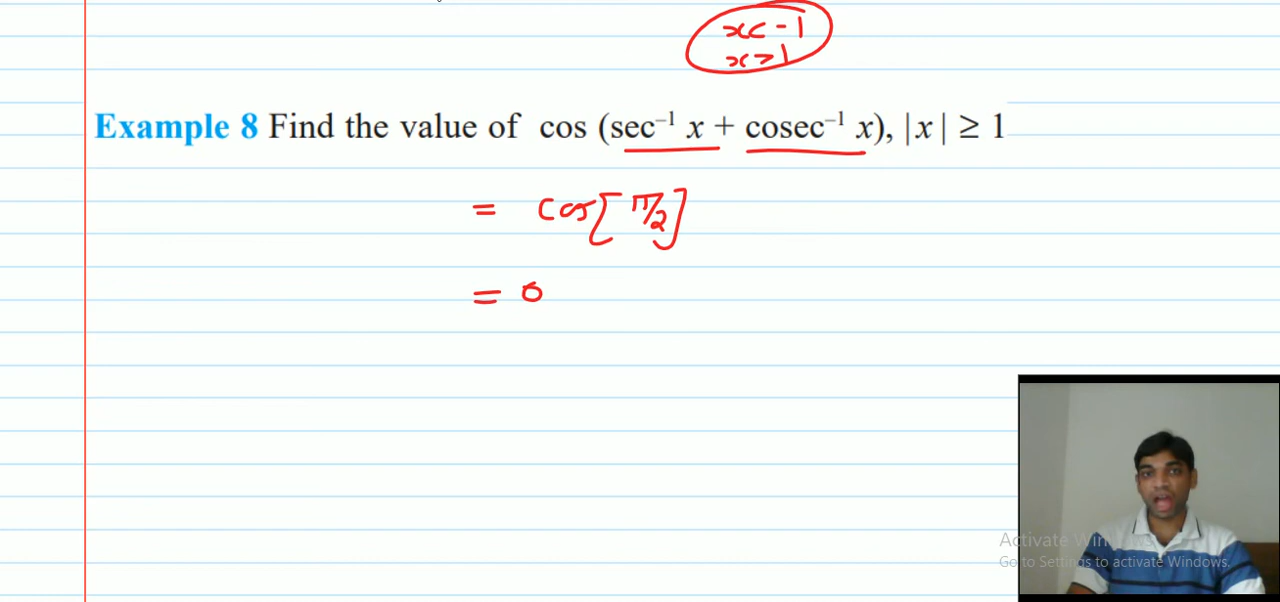 x < -1
x > 1
Example 8 Find the value of cos (sec⁻¹ x + cosec⁻¹ x), | x | ≥ 1
= cos[π/2]
= 0
Activate Win
Go to Settings to activate Windows.